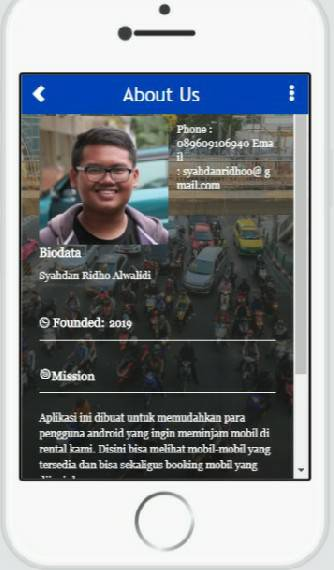 About Us
Phone :
089609106940 Ema
il
: syahdanridhoo@g
mail.com
Biodata
Syahdan Ridho Alwalidi
Founded: 2019
Mission
Aplikasi ini dibuat untuk memudahkan para
pengguna android yang ingin meminjam mobil di
rental kami. Disini bisa melihat mobil-mobil yang
tersedia dan bisa sekaligus booking mobil yang